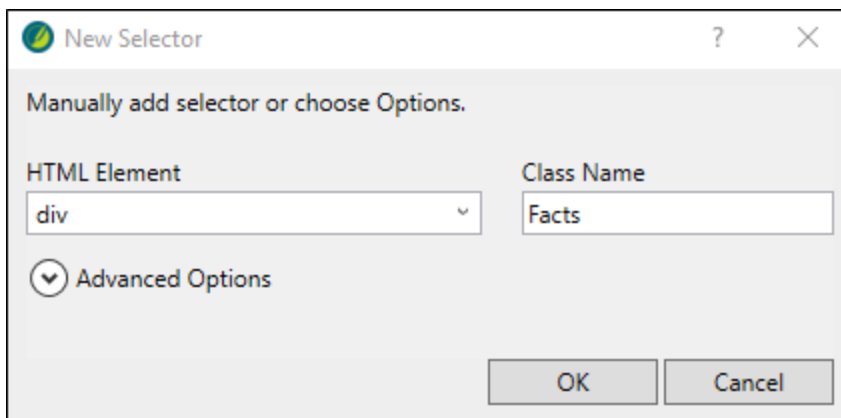 New Selector
?
Manually add selector or choose Options.
HTML Element Class Name
div Facts
Advanced Options
OK Cancel